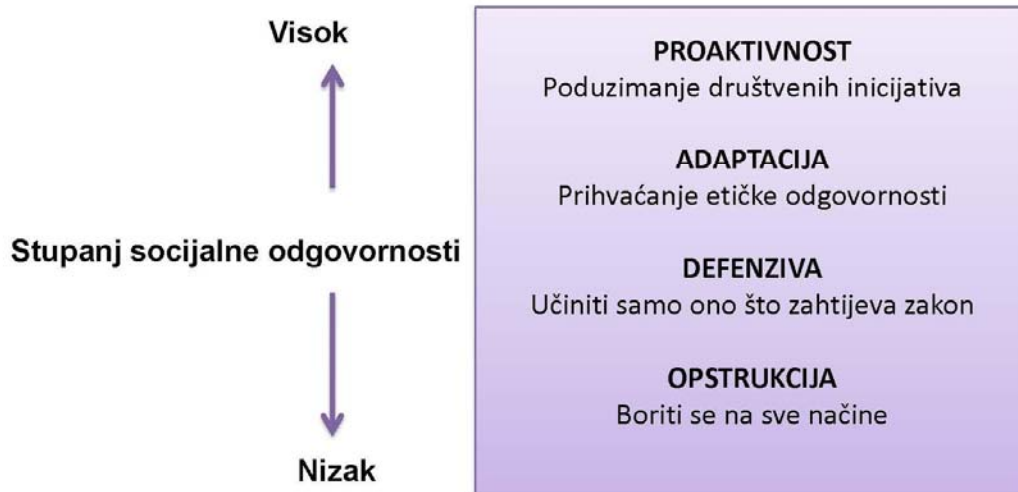 Visok
Stupanj socijalne odgovornosti
Nizak
PROAKTIVNOST
Poduzimanje društvenih inicijativa
ADAPTACIJA
Prihvaćanje etičke odgovornosti
DEFENZIVA
Učiniti samo ono što zahtijeva zakon
OPSTRUKCIJA
Boriti se na sve načine